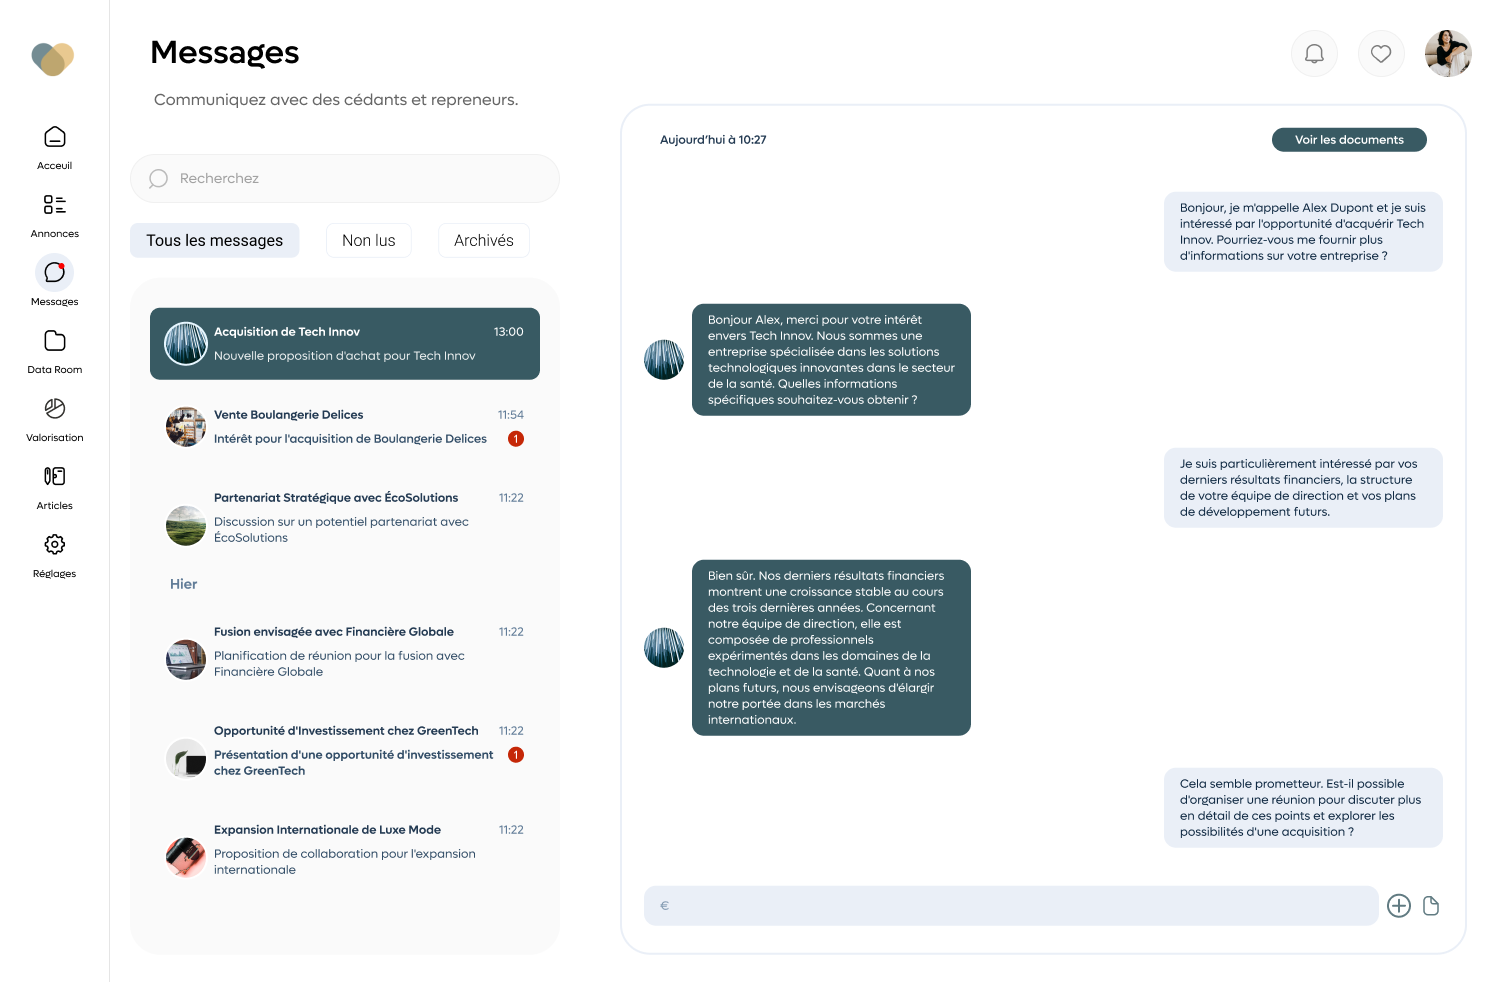 Messages
Communiquez avec des cédants et repreneurs.
Acceuil
Annonces
Messages
Data Room
Valorisation
Articles
Réglages
Recherchez
Tous les messages
Non lus
Archivés
Acquisition de Tech Innov
13:00
Nouvelle proposition d'achat pour Tech Innov
Vente Boulangerie Delices
11:54
Intérêt pour l'acquisition de Boulangerie Delices
1
Partenariat Stratégique avec ÉcoSolutions
11:22
Discussion sur un potentiel partenariat avec
ÉcoSolutions
Hier
Fusion envisagée avec Financière Globale
11:22
Planification de réunion pour la fusion avec
Financière Globale
Opportunité d'Investissement chez GreenTech
11:22
Présentation d'une opportunité d'investissement
1
chez GreenTech
Expansion Internationale de Luxe Mode
11:22
Proposition de collaboration pour l'expansion
internationale
Aujourd'hui à 10:27
Voir les documents
Bonjour, je m'appelle Alex Dupont et je suis
intéressé par l'opportunité d'acquérir Tech
Innov. Pourriez-vous me fournir plus
d'informations sur votre entreprise ?
Bonjour Alex, merci pour votre intérêt
envers Tech Innov. Nous sommes une
entreprise spécialisée dans les solutions
technologiques innovantes dans le secteur
de la santé. Quelles informations
spécifiques souhaitez-vous obtenir ?
Je suis particulièrement intéressé par vos
derniers résultats financiers, la structure
de votre équipe de direction et vos plans
de développement futurs.
Bien sûr. Nos derniers résultats financiers
montrent une croissance stable au cours
des trois dernières années. Concernant
notre équipe de direction, elle est
composée de professionnels
expérimentés dans les domaines de la
technologie et de la santé. Quant à nos
plans futurs, nous envisageons d'élargir
notre portée dans les marchés
internationaux.
Cela semble prometteur. Est-il possible
d'organiser une réunion pour discuter plus
en détail de ces points et explorer les
possibilités d'une acquisition ?
€